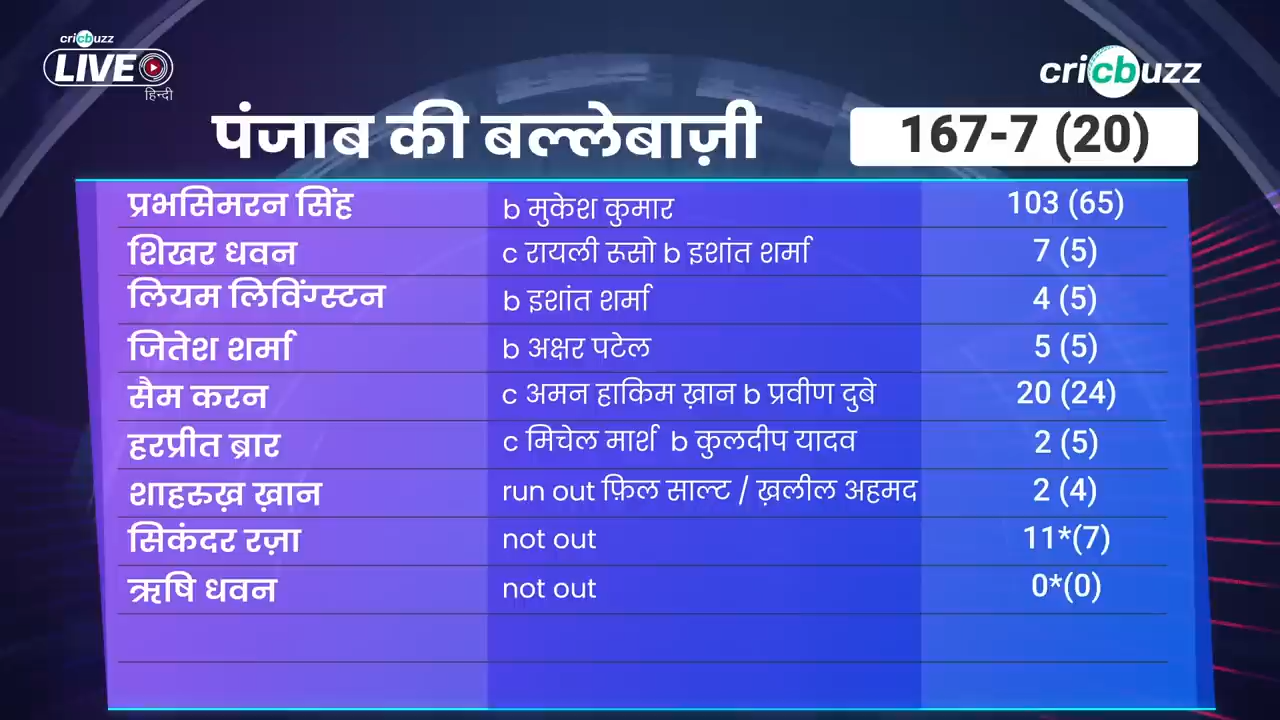 cricbuzz
LIVE
हिन्दी
cricbuzz
पंजाब की बल्लेबाज़ी 167-7 (20)
प्रभसिमरन सिंह b मुकेश कुमार 103 (65)
शिखर धवन c रायली रूसो b इशांत शर्मा 7 (5)
लियम लिविंग्स्टन b इशांत शर्मा 4 (5)
जितेश शर्मा b अक्षर पटेल 5 (5)
सैम करन c अमन हाकिम ख़ान b प्रवीण दुबे 20 (24)
हरप्रीत ब्रार c मिचेल मार्श b कुलदीप यादव 2 (5)
शाहरुख़ ख़ान run out फ़िल साल्ट / ख़लील अहमद 2 (4)
सिकंदर रज़ा not out 11*(7)
ऋषि धवन not out 0*(0)